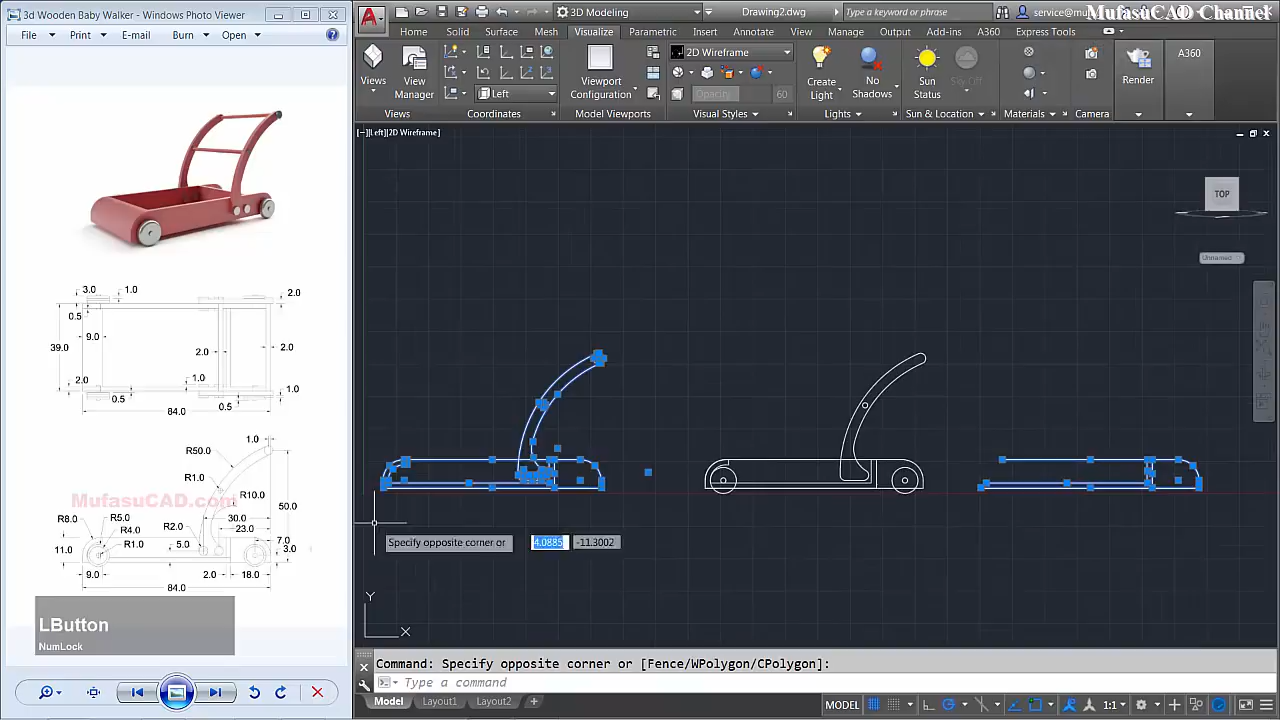 3d Wooden Baby Walker - Windows Photo Viewer
File Print E-mail Burn Open
39.0
3.0 1.0 2.0
0.5
9.0
2.0 2.0
2.0 1.0 1.0
0.5 0.5
84.0
1.0
R50.0
R1.0
MufasuCAD.com
R10.0 50.0
R8.0 R5.0 R2.0 30.0
R4.0 23.0
11.0 R1.0 5.0 7.0
3.0
9.0 2.0 18.0
84.0
LButton
NumLock
A
3D Modeling
Drawing2.dwg
Type a keyword or phrase
MufasuCAD Channel
Home Solid Surface Mesh Visualize Parametric Insert Annotate View Manage Output Add-ins A360 Express Tools
Views
View Manager
Left
Viewport Configuration
2D Wireframe
Opacity 60
Create Light
No Shadows
Sun Status
Sky Off
Render
A360
Views Coordinates Model Viewports Visual Styles Lights Sun & Location Materials Camera
[−][Left][2D Wireframe]
TOP
Unnamed
Specify opposite corner or 4.0885 -11.3002
Y
X
Command: Specify opposite corner or [Fence/WPolygon/CPolygon]:
Type a command
Model Layout1 Layout2 +
MODEL 1:1